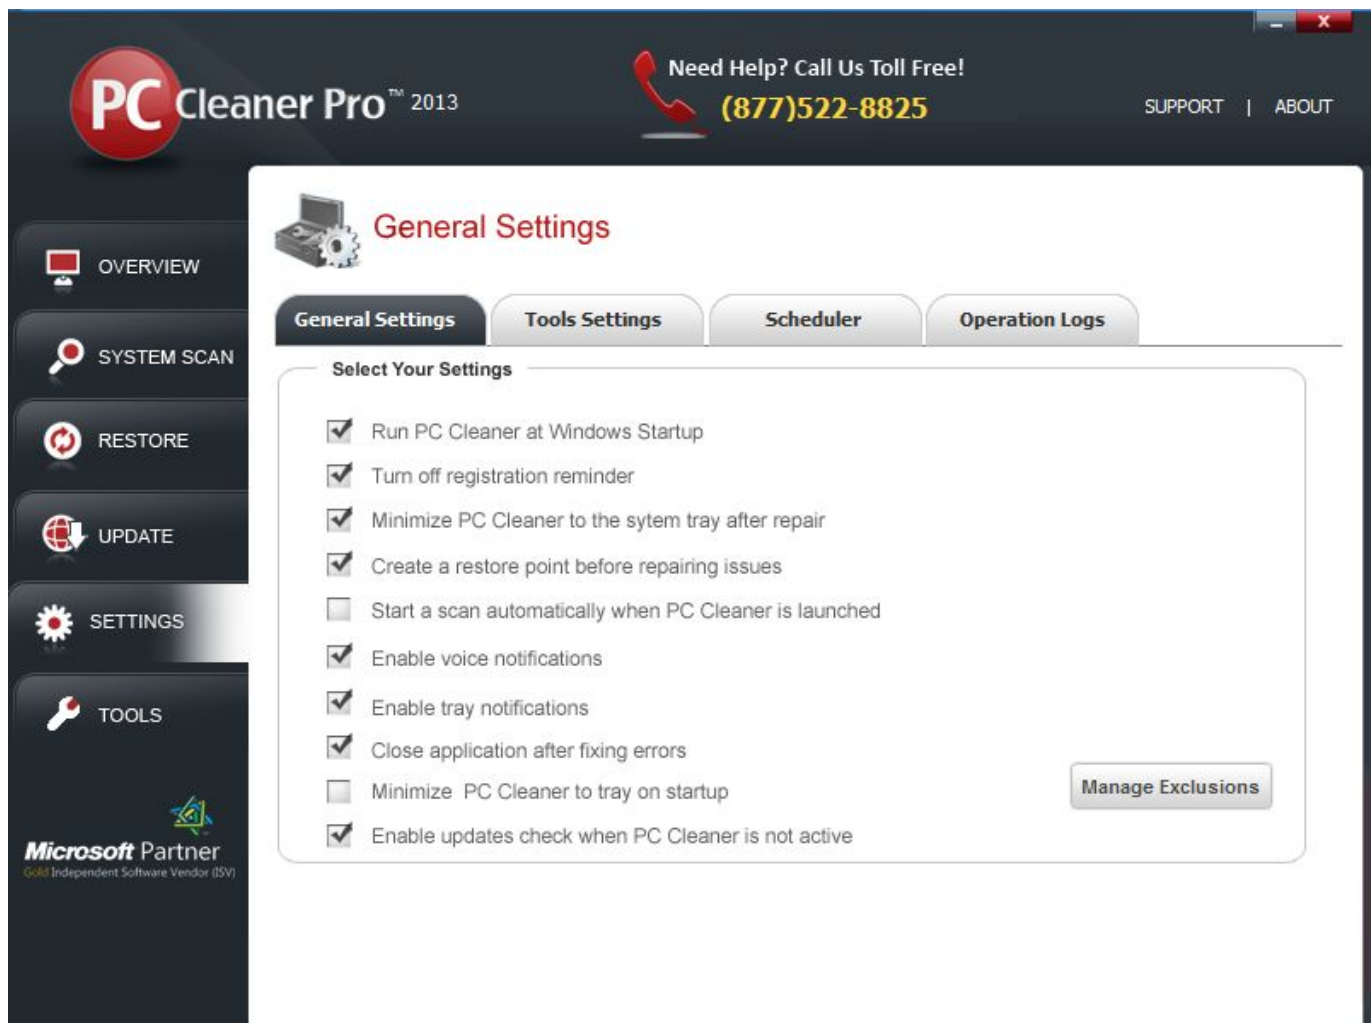 PC Cleaner Pro™ 2013
Need Help? Call Us Toll Free!
(877)522-8825
SUPPORT | ABOUT
General Settings
OVERVIEW
SYSTEM SCAN
RESTORE
UPDATE
SETTINGS
TOOLS
General Settings
Tools Settings
Scheduler
Operation Logs
Select Your Settings
Run PC Cleaner at Windows Startup
Turn off registration reminder
Minimize PC Cleaner to the sytem tray after repair
Create a restore point before repairing issues
Start a scan automatically when PC Cleaner is launched
Enable voice notifications
Enable tray notifications
Close application after fixing errors
Minimize PC Cleaner to tray on startup
Enable updates check when PC Cleaner is not active
Manage Exclusions
Microsoft Partner
Gold Independent Software Vendor (ISV)